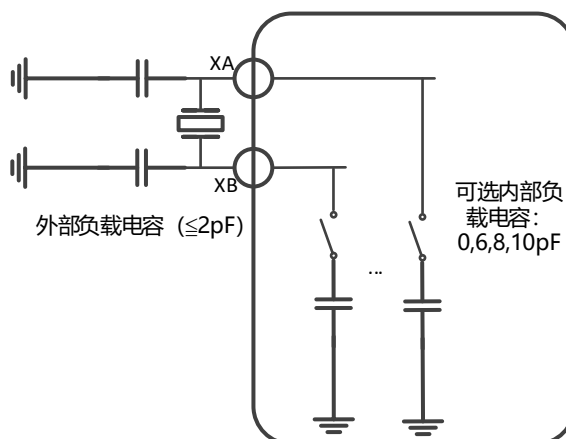 XA
XB
外部负载电容（≦2pF）
可选内部负
载电容：
0,6,8,10pF
...